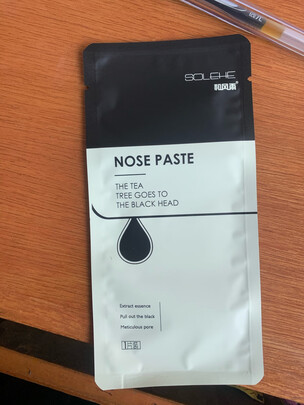 SOLEHE
NOSE PASTE
THE TEA
TREE GOES TO
THE BLACK HEAD
Extract essence
Pull out the black
Meticulous pore